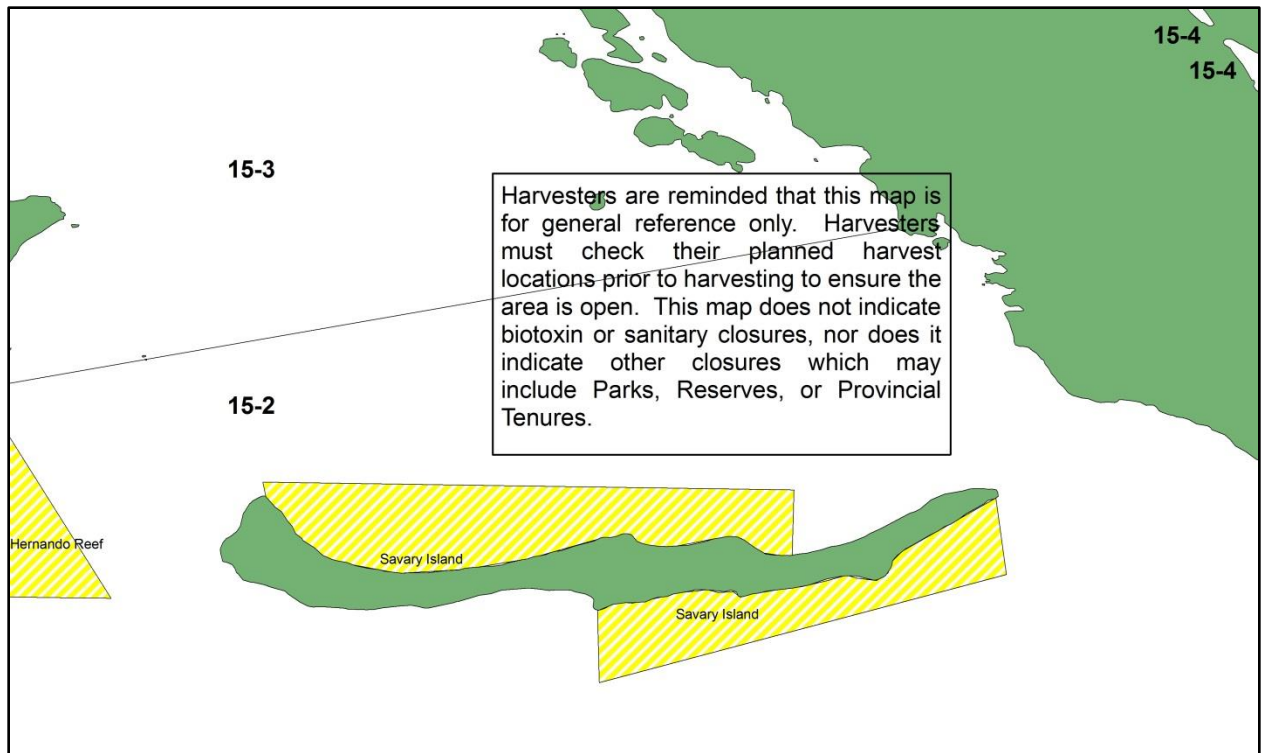 15-4
15-4
15-3
Harvesters are reminded that this map is
for general reference only. Harvesters
must check their planned harvest
locations prior to harvesting to ensure the
area is open. This map does not indicate
biotoxin or sanitary closures, nor does it
indicate other closures which may
include Parks, Reserves, or Provincial
Tenures.
15-2
Hernando Reef
Savary Island
Savary Island